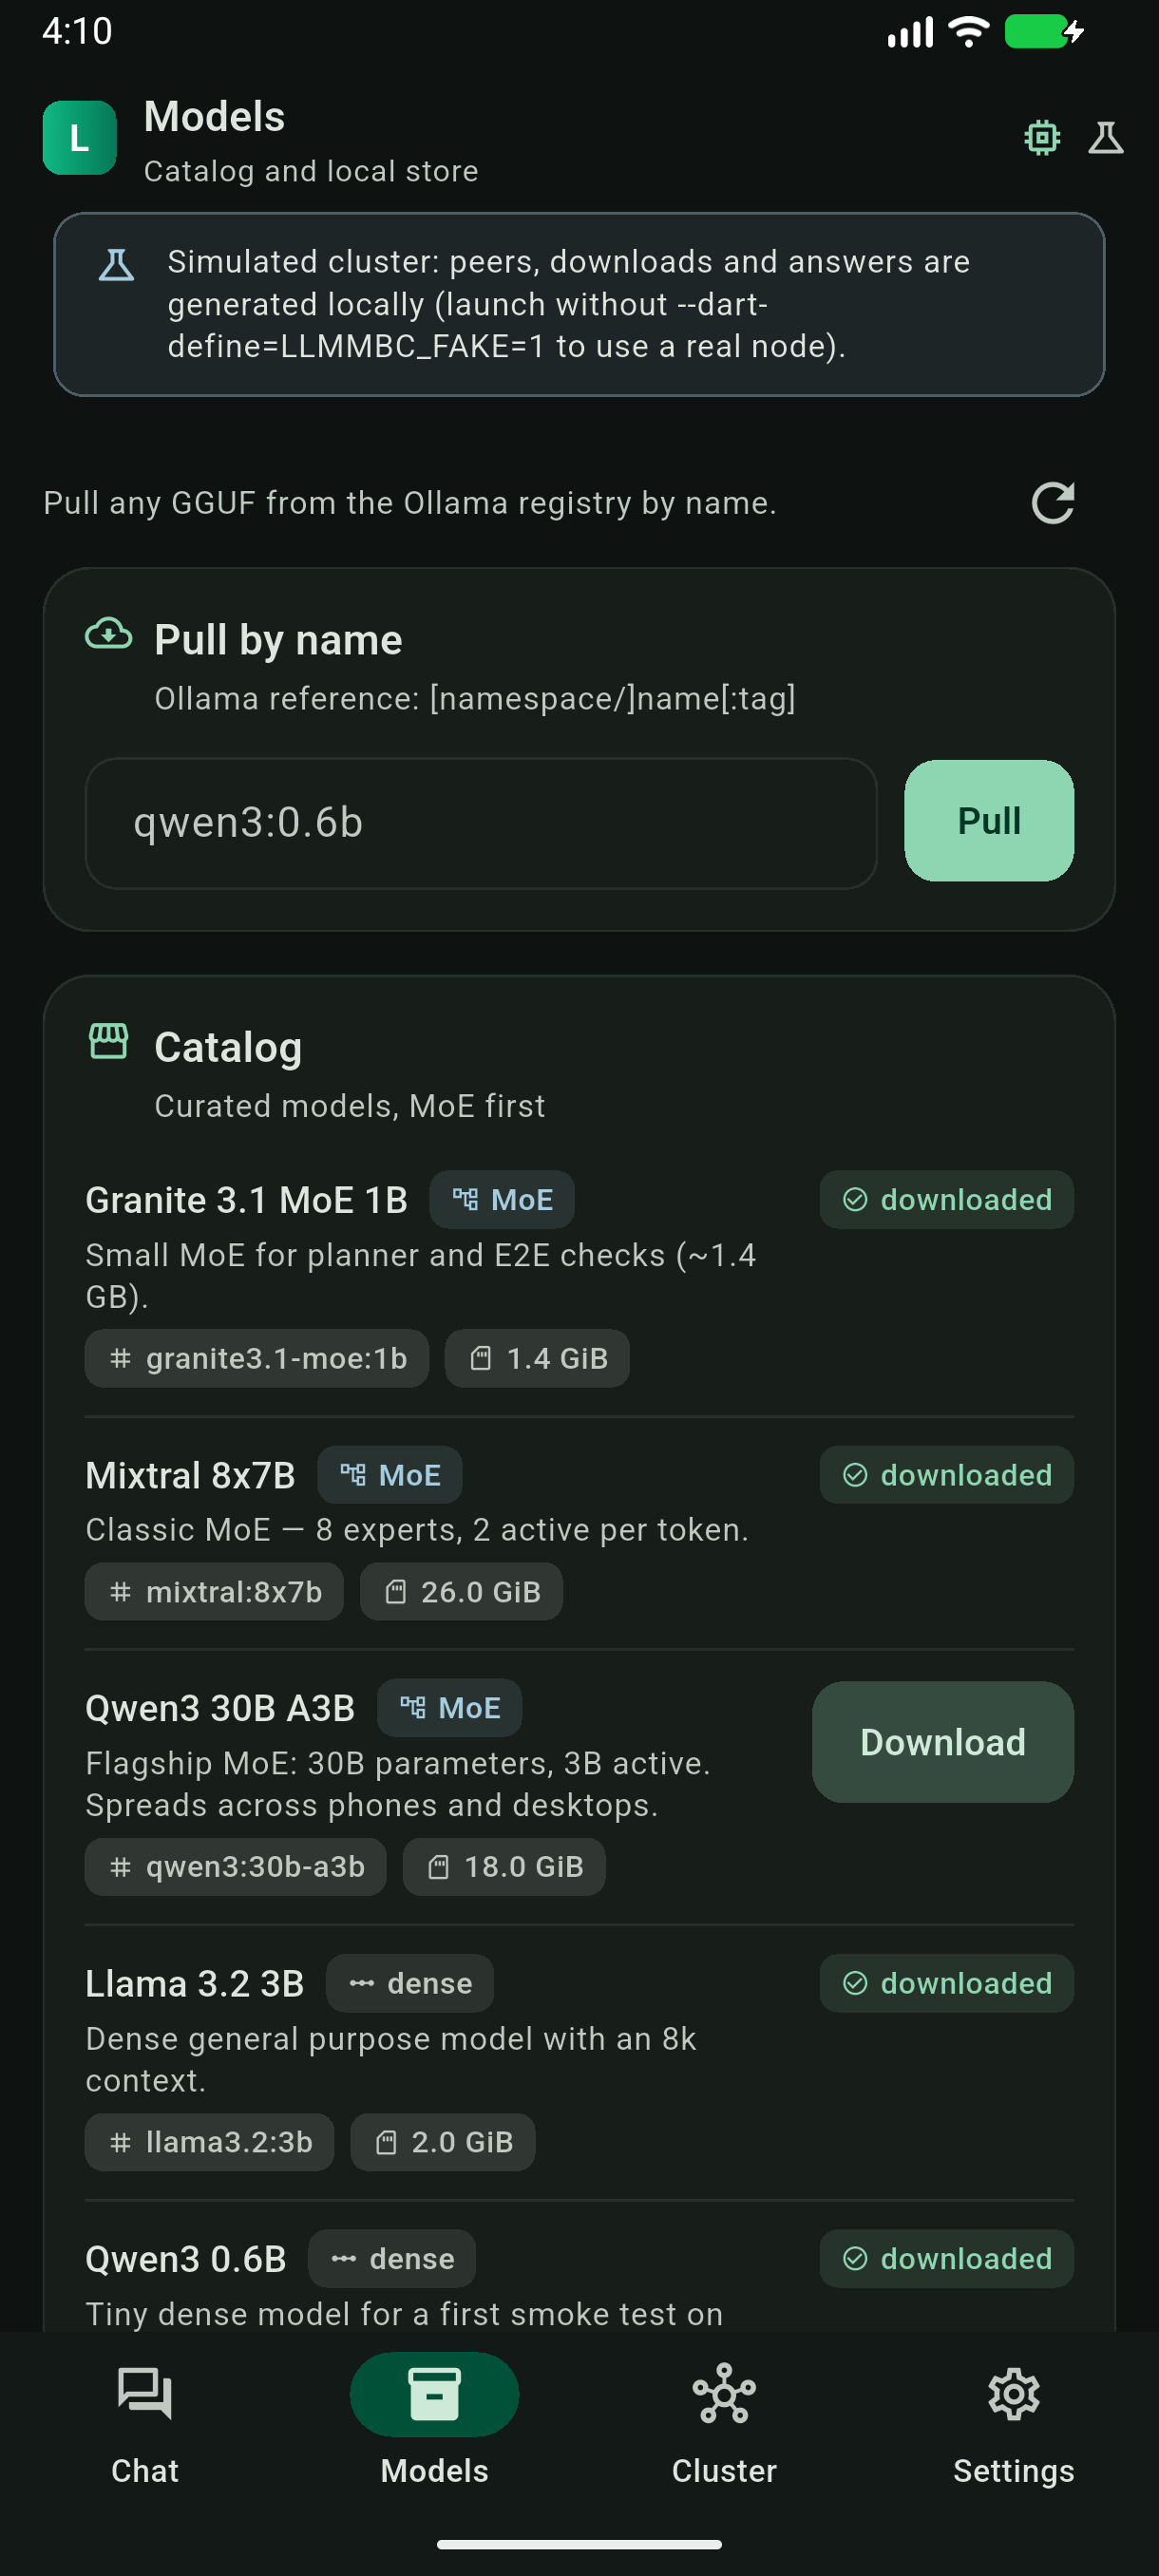 4:10
L
Models
Catalog and local store
Simulated cluster: peers, downloads and answers are
generated locally (launch without --dart-
define=LLMMBC_FAKE=1 to use a real node).
Pull any GGUF from the Ollama registry by name.
Pull by name
Ollama reference: [namespace/]name[:tag]
qwen3:0.6b
Pull
Catalog
Curated models, MoE first
Granite 3.1 MoE 1B MoE downloaded
Small MoE for planner and E2E checks (~1.4
GB).
granite3.1-moe:1b 1.4 GiB
Mixtral 8x7B MoE downloaded
Classic MoE — 8 experts, 2 active per token.
mixtral:8x7b 26.0 GiB
Qwen3 30B A3B MoE
Download
Flagship MoE: 30B parameters, 3B active.
Spreads across phones and desktops.
qwen3:30b-a3b 18.0 GiB
Llama 3.2 3B dense downloaded
Dense general purpose model with an 8k
context.
llama3.2:3b 2.0 GiB
Qwen3 0.6B dense downloaded
Tiny dense model for a first smoke test on
Chat Models Cluster Settings